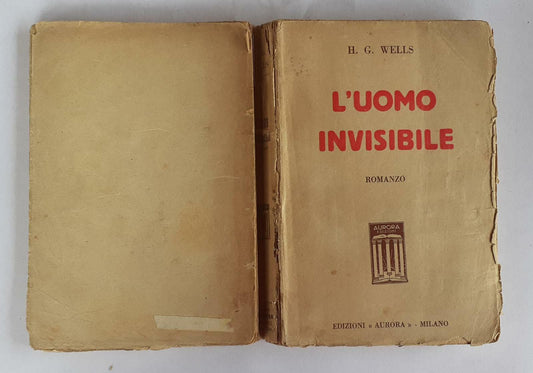 H. G. WELLS
L'UOMO
INVISIBILE
ROMANZO
AURORA
EDIZIONI « AURORA » - MILANO